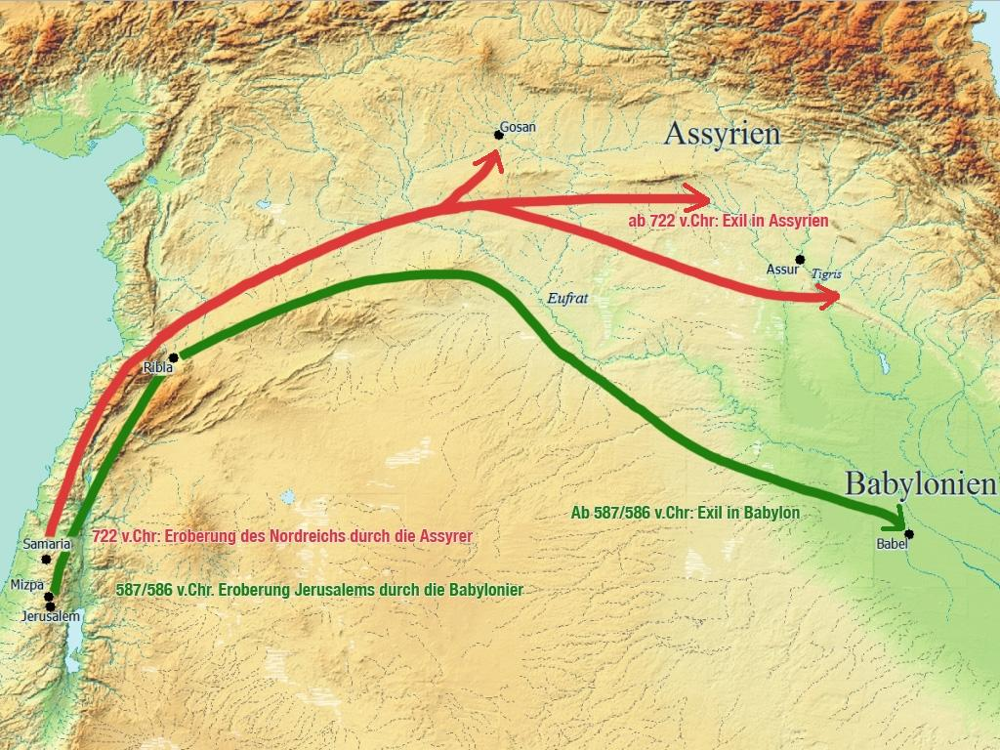 Gosan
Assyrien
ab 722 v.Chr: Exil in Assyrien
Assur
Tigris
Eufrat
Ribla
Babylonien
Ab 587/586 v.Chr: Exil in Babylon
Babel
Samaria
722 v.Chr: Eroberung des Nordreichs durch die Assyrer
Mizpa
587/586 v.Chr. Eroberung Jerusalems durch die Babylonier
Jerusalem